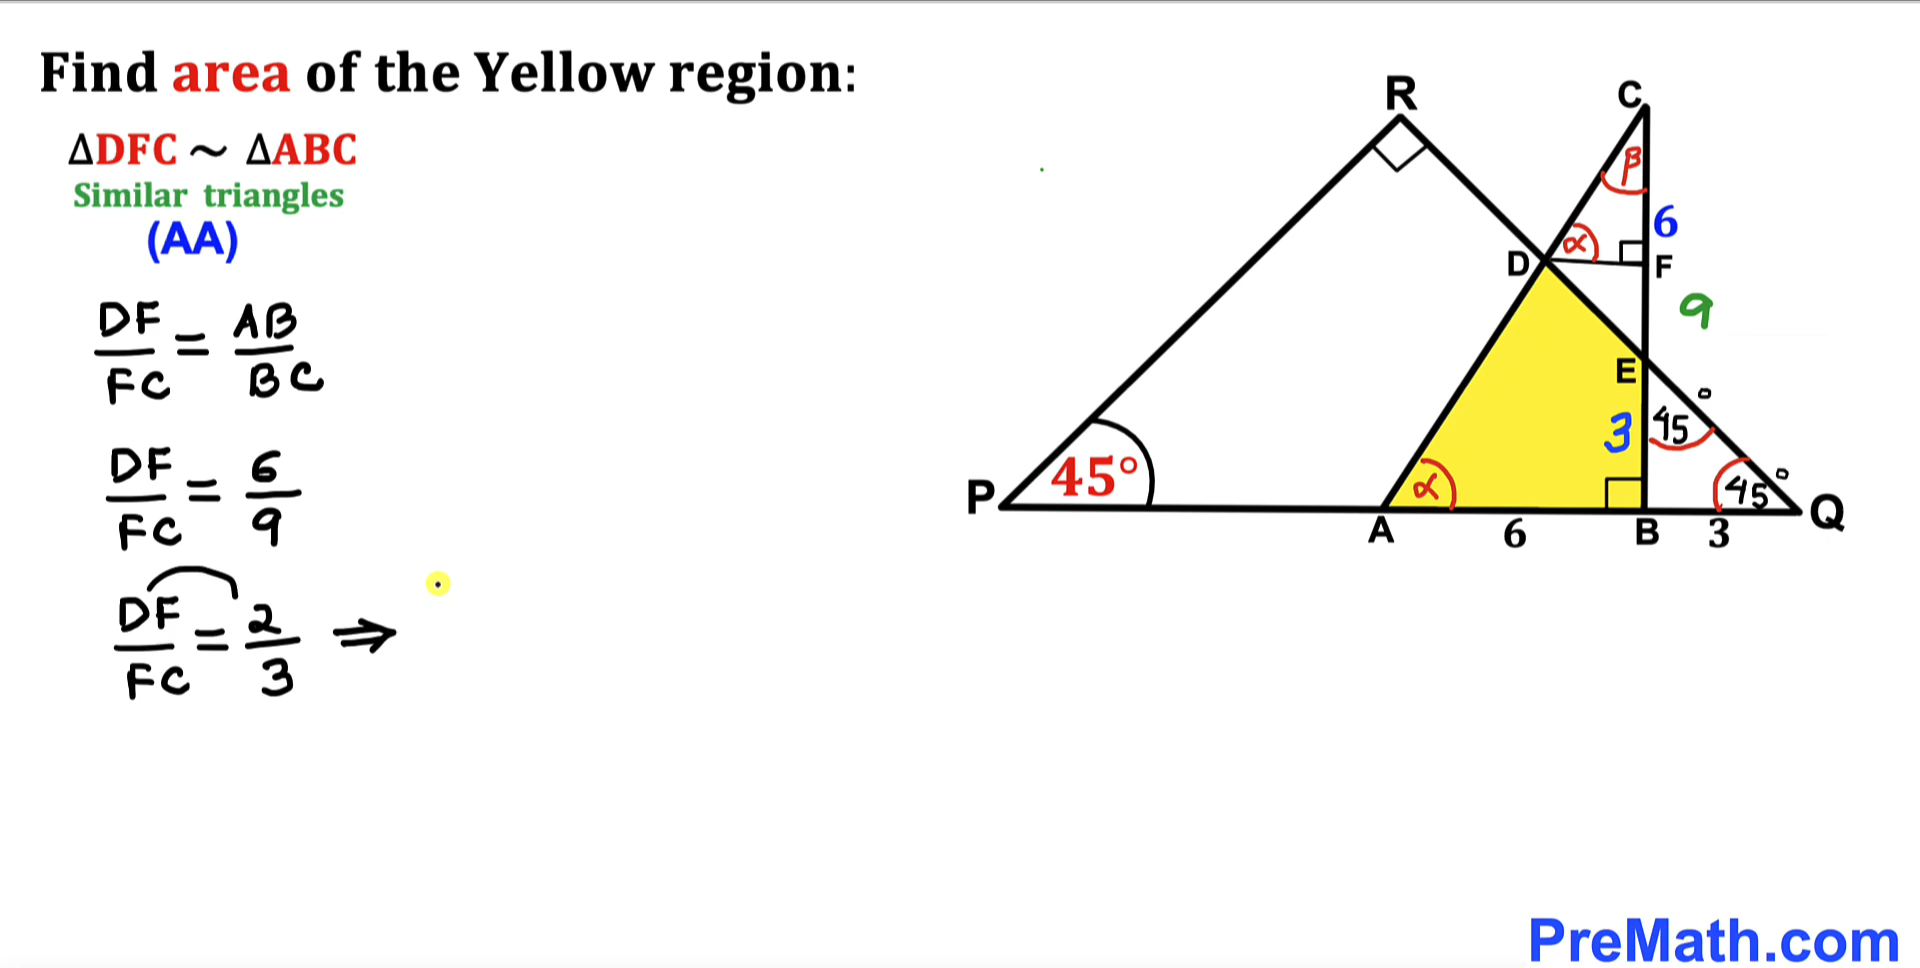 Find area of the Yellow region:
ΔDFC ~ ΔABC
Similar triangles
(AA)
DF/FC = AB/BC
DF/FC = 6/9
DF/FC = 2/3 ⇒
R
C
β
6
α
D
F
9
E
3
45°
P
45°
α
45°
Q
A
6
B
3
PreMath.com